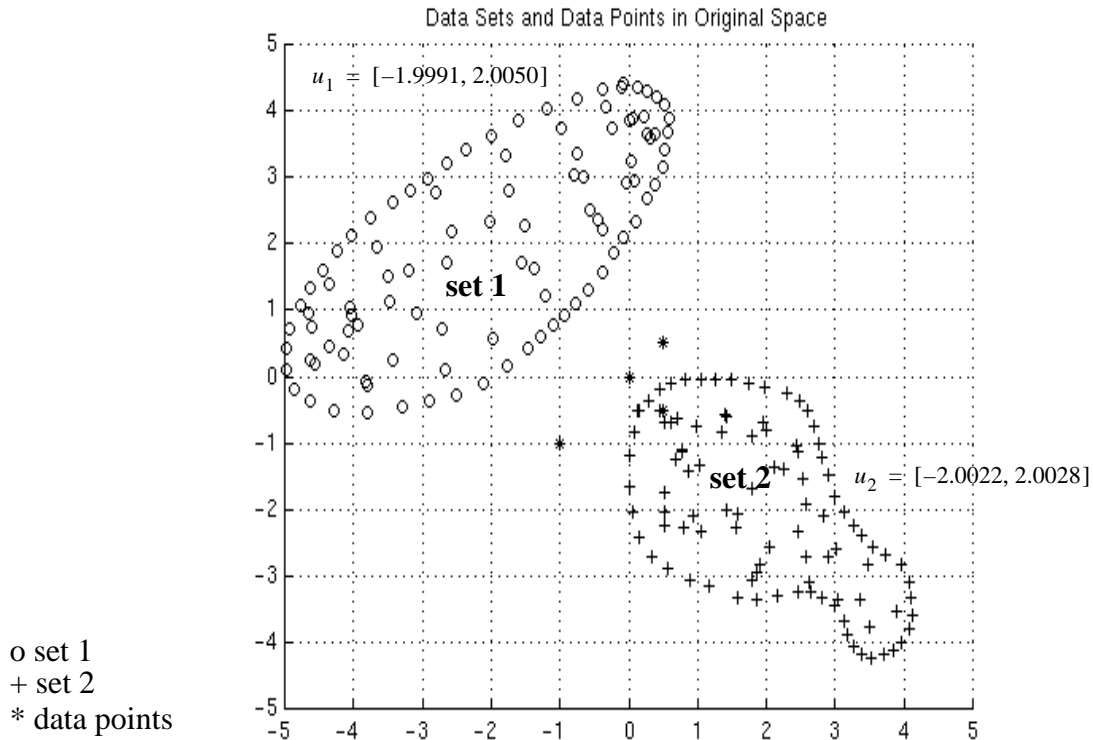 Data Sets and Data Points in Original Space
5
u1 = [−1.9991, 2.0050]
4
3
2
set 1
1
0
-1
set 2
u2 = [−2.0022, 2.0028]
-2
-3
-4
-5
-5 -4 -3 -2 -1 0 1 2 3 4 5
o set 1
+ set 2
* data points